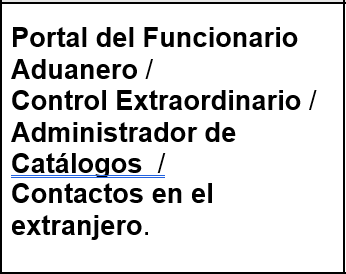 Portal del Funcionario
Aduanero /
Control Extraordinario /
Administrador de
Catálogos  /
Contactos en el
extranjero.